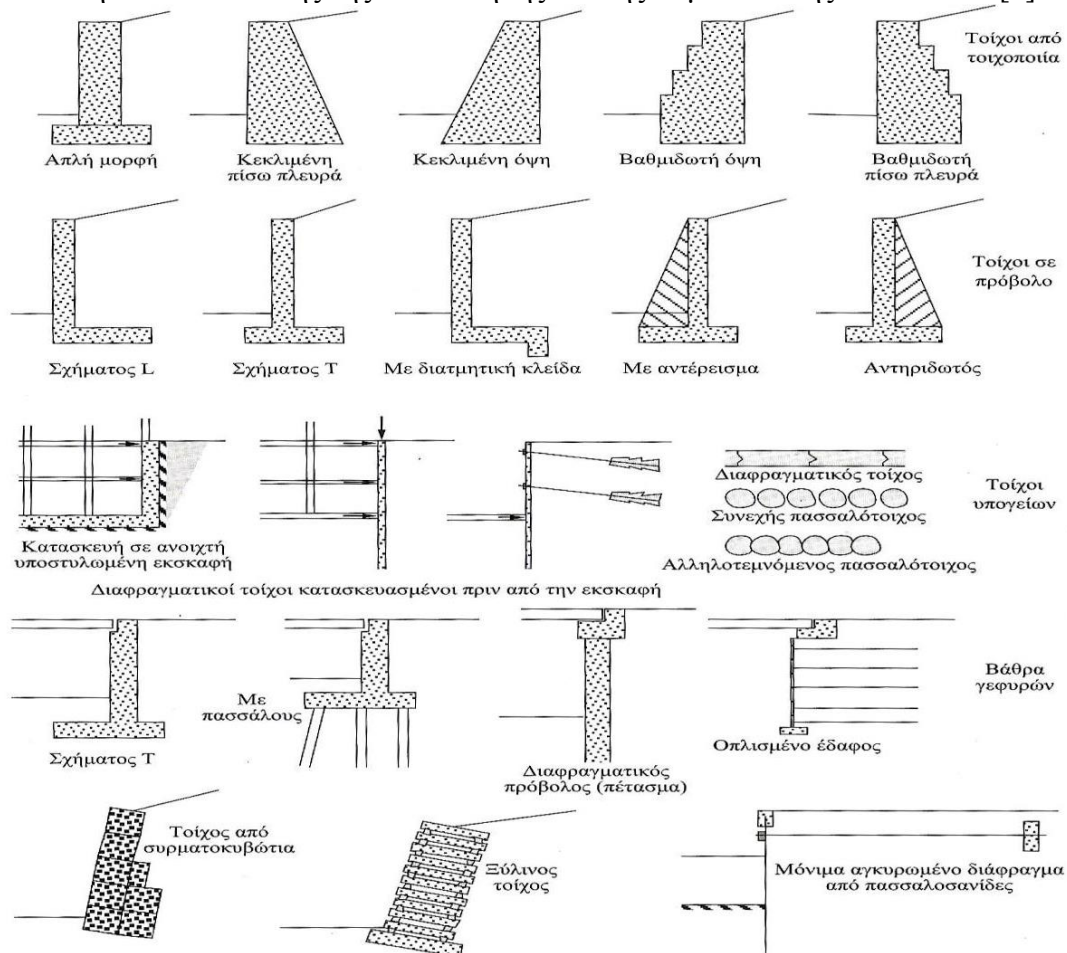 Τοίχοι από
τοιχοποιία
Απλή μορφή
Κεκλιμένη
πίσω πλευρά
Κεκλιμένη όψη
Βαθμιδωτή όψη
Βαθμιδωτή
πίσω πλευρά
Τοίχοι σε
πρόβολο
Σχήματος L
Σχήματος T
Με διατμητική κλείδα
Με αντέρεισμα
Αντηριδωτός
Διαφραγματικός τοίχος
Συνεχής πασσαλότοιχος
Αλληλοτεμνόμενος πασσαλότοιχος
Τοίχοι
υπογείων
Κατασκευή σε ανοιχτή
υποστυλωμένη εκσκαφή
Διαφραγματικοί τοίχοι κατασκευασμένοι πριν από την εκσκαφή
Σχήματος T
Με
πασσάλους
Διαφραγματικός
πρόβολος (πέτασμα)
Οπλισμένο έδαφος
Βάθρα
γεφυρών
Τοίχος από
συρματοκυβώτια
Ξύλινος
τοίχος
Μόνιμα αγκυρωμένο διάφραγμα
από πασσαλοσανίδες